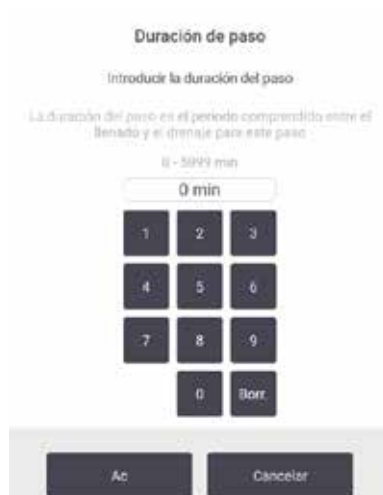 Duración de paso
Introducir la duración del paso
La duración del paso es el periodo comprendido entre el
llenado y el drenaje para este paso
0 - 5999 min
0 min
1 2 3
4 5 6
7 8 9
0 Borr.
Ac Cancelar